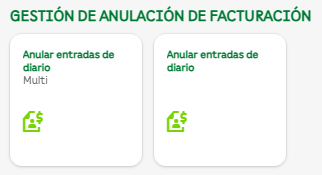 GESTIÓN DE ANULACIÓN DE FACTURACIÓN
Anular entradas de
diario
Multi
Anular entradas de
diario